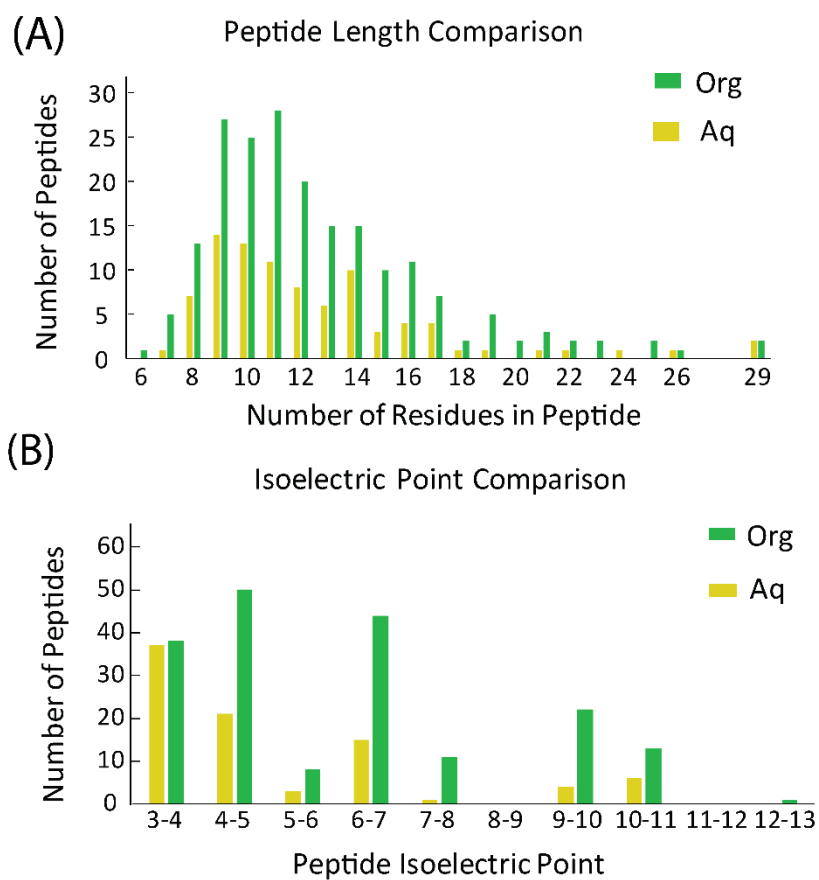 (A)
Peptide Length Comparison
Org
Aq
Number of Peptides
30
25
20
15
10
5
0
6 8 10 12 14 16 18 20 22 24 26 29
Number of Residues in Peptide
(B)
Isoelectric Point Comparison
Org
Aq
Number of Peptides
60
50
40
30
20
10
0
3-4 4-5 5-6 6-7 7-8 8-9 9-10 10-11 11-12 12-13
Peptide Isoelectric Point